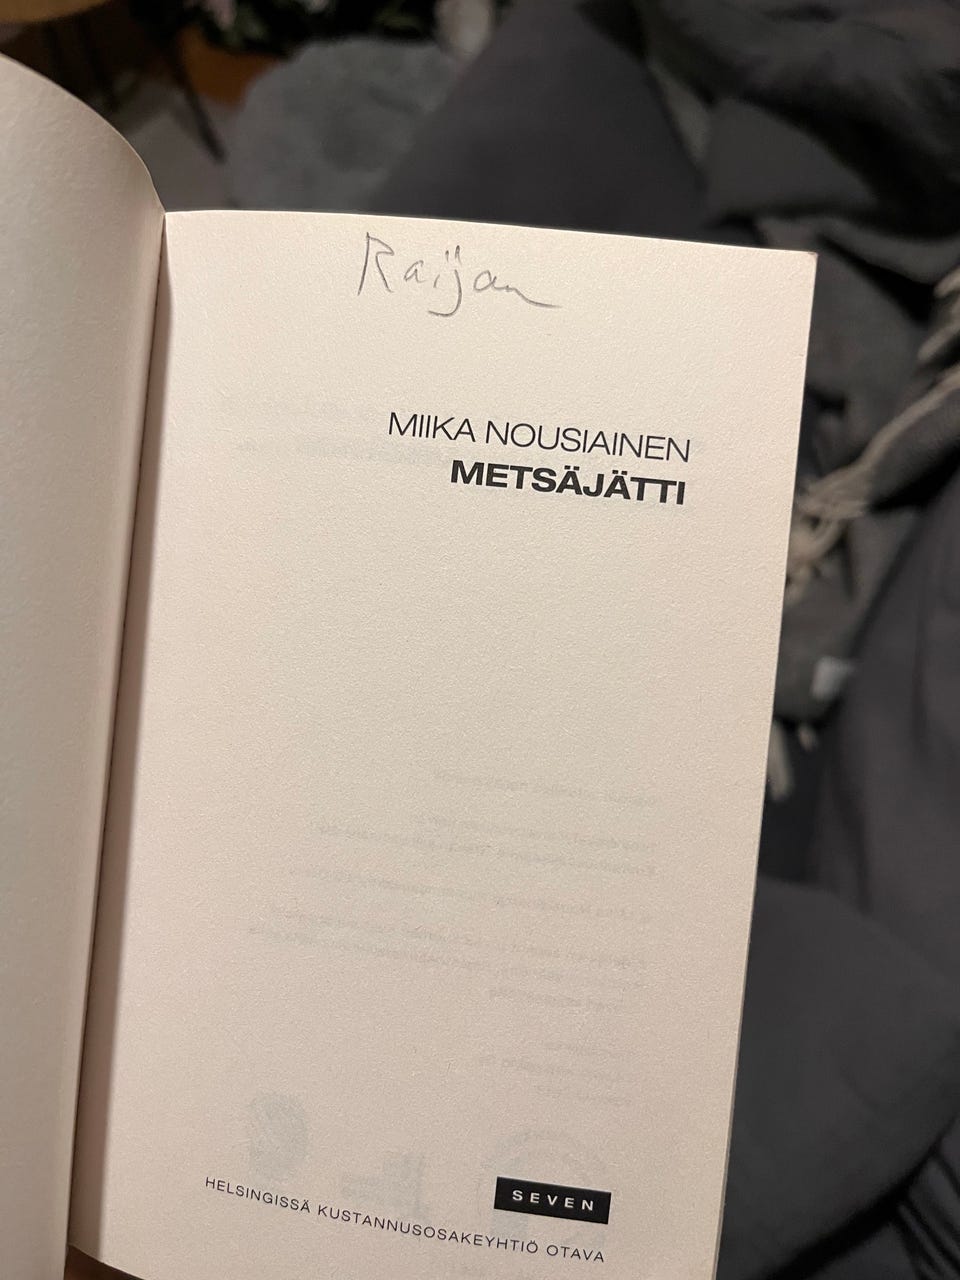 Raijan
MIIKA NOUSIAINEN
METSÄJÄTTI
SEVEN
HELSINGISSÄ KUSTANNUSOSAKEYHTIÖ OTAVA